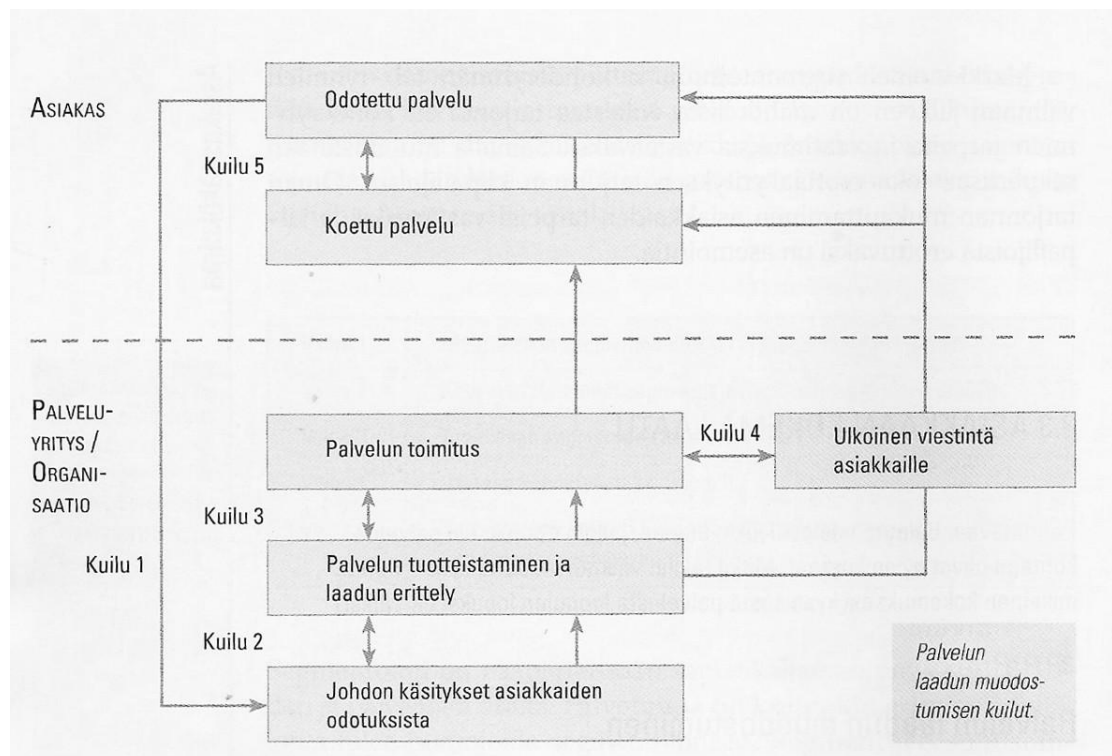 ASIAKAS
Odotettu palvelu
Kuilu 5
Koettu palvelu
PALVELU-
YRITYS /
ORGANI-
SAATIO
Palvelun toimitus
Kuilu 4
Ulkoinen viestintä
asiakkaille
Kuilu 3
Kuilu 1
Palvelun tuotteistaminen ja
laadun erittely
Kuilu 2
Johdon käsitykset asiakkaiden
odotuksista
Palvelun
laadun muodos-
tumisen kuilut.